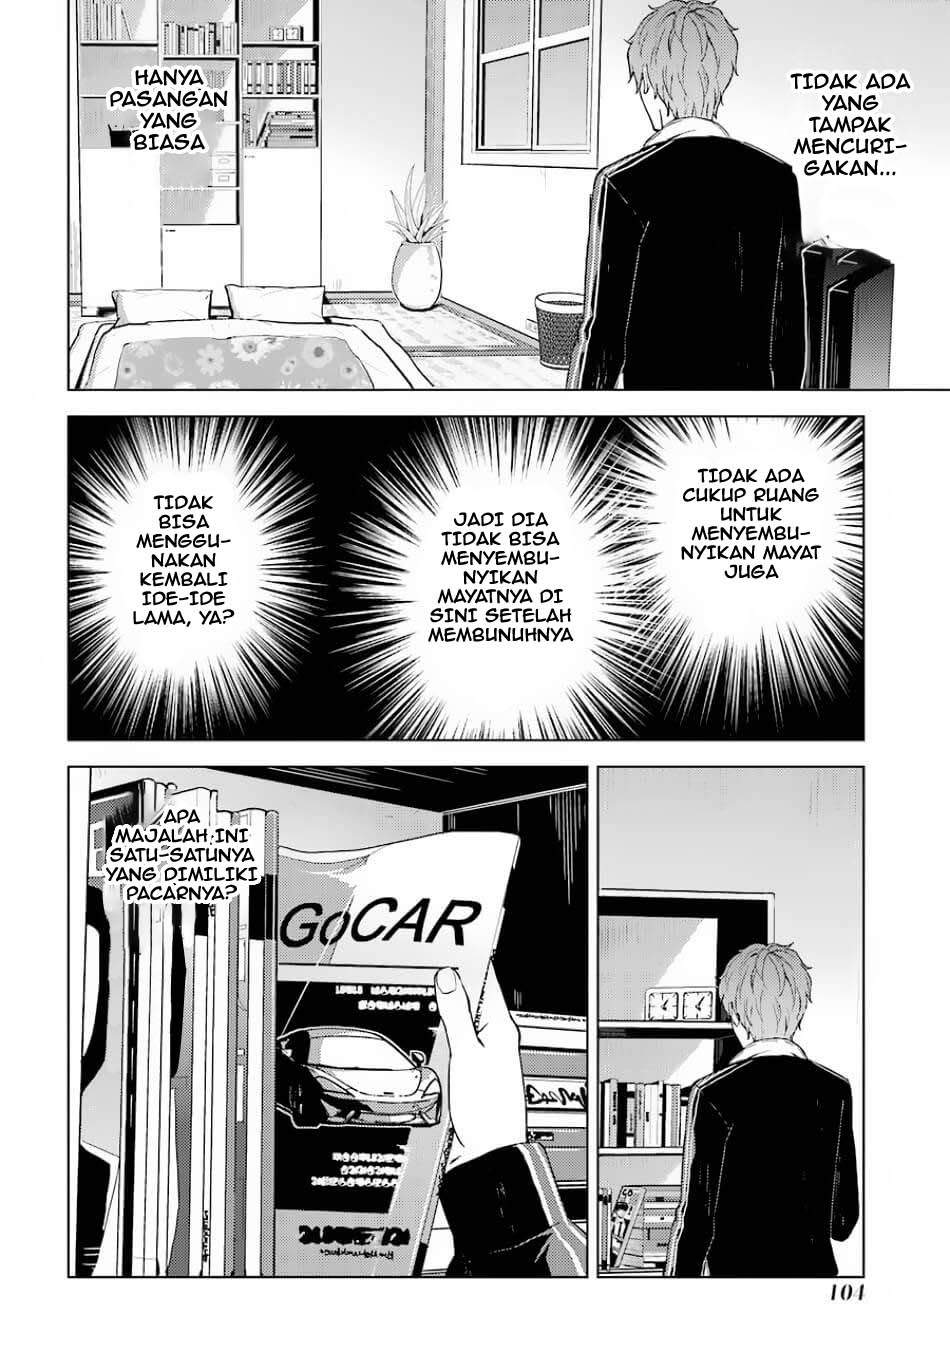 TIDAK ADA
YANG
TAMPAK
MENCURI-
GAKAN...
HANYA
PASANGAN
YANG
BIASA
TIDAK ADA
CUKUP RUANG
UNTUK
MENYEMBU-
NYIKAN MAYAT
JUGA
JADI DIA
TIDAK BISA
MENYEMBU-
NYIKAN
MAYATNYA DI
SINI SETELAH
MEMBUNUHNYA
TIDAK
BISA
MENGGU-
NAKAN
KEMBALI
IDE-IDE
LAMA, YA?
APA
MAJALAH INI
SATU-SATUNYA
YANG DIMILIKI
PACARNYA?
GoCAR
104